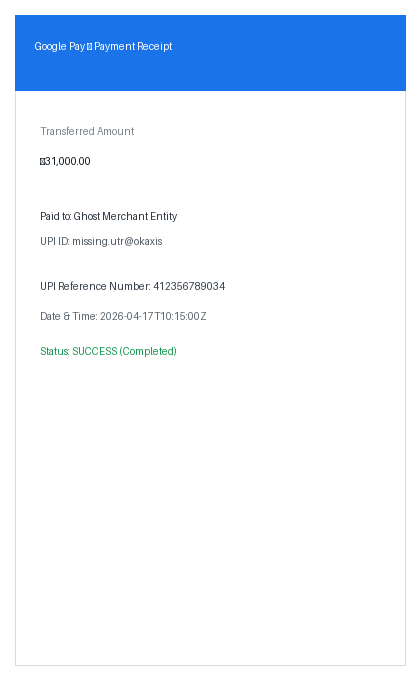 Google Pay ▯ Payment Receipt
Transferred Amount
▯31,000.00
Paid to: Ghost Merchant Entity
UPI ID: missing.utr@okaxis
UPI Reference Number: 412356789034
Date & Time: 2026-04-17T10:15:00Z
Status: SUCCESS (Completed)